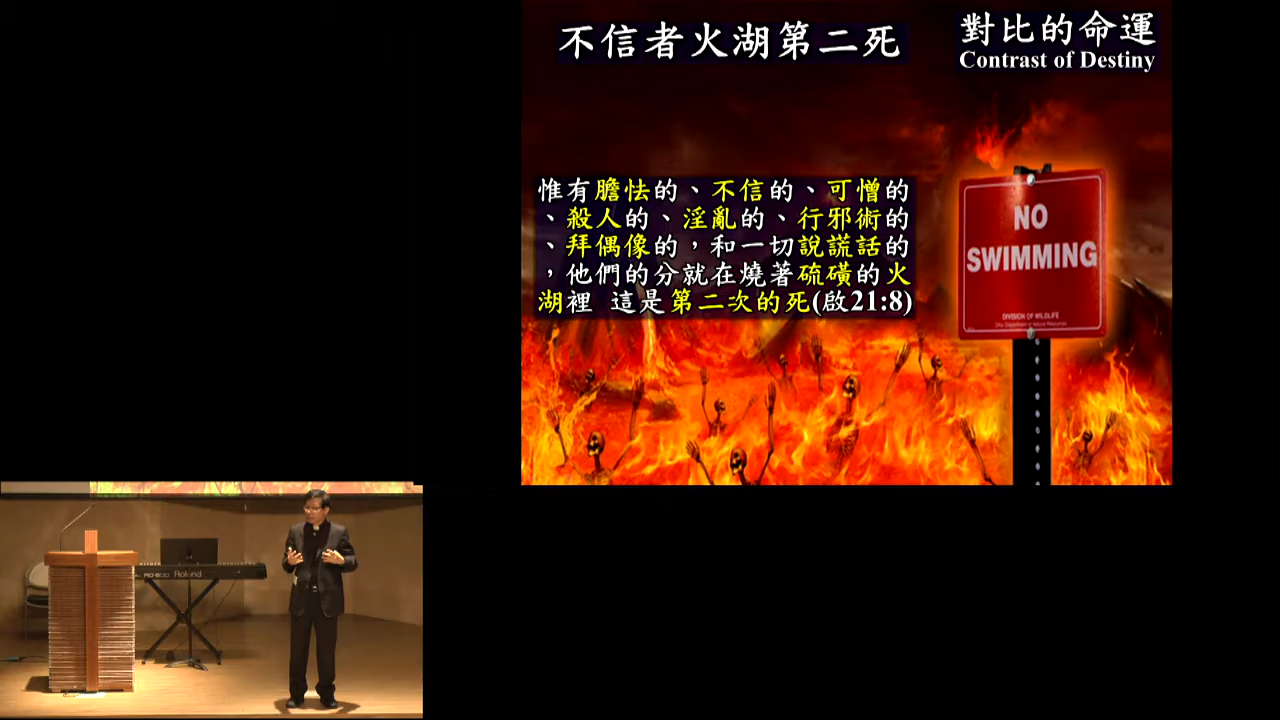 不信者火湖第二死
對比的命運
Contrast of Destiny
惟有膽怯的、不信的、可憎的
、殺人的、淫亂的、行邪術的
、拜偶像的，和一切說謊話的
，他們的分就在燒著硫磺的火
湖裡 這是第二次的死(啟21:8)
NO
SWIMMING
DIVISION OF WILDLIFE
Roland